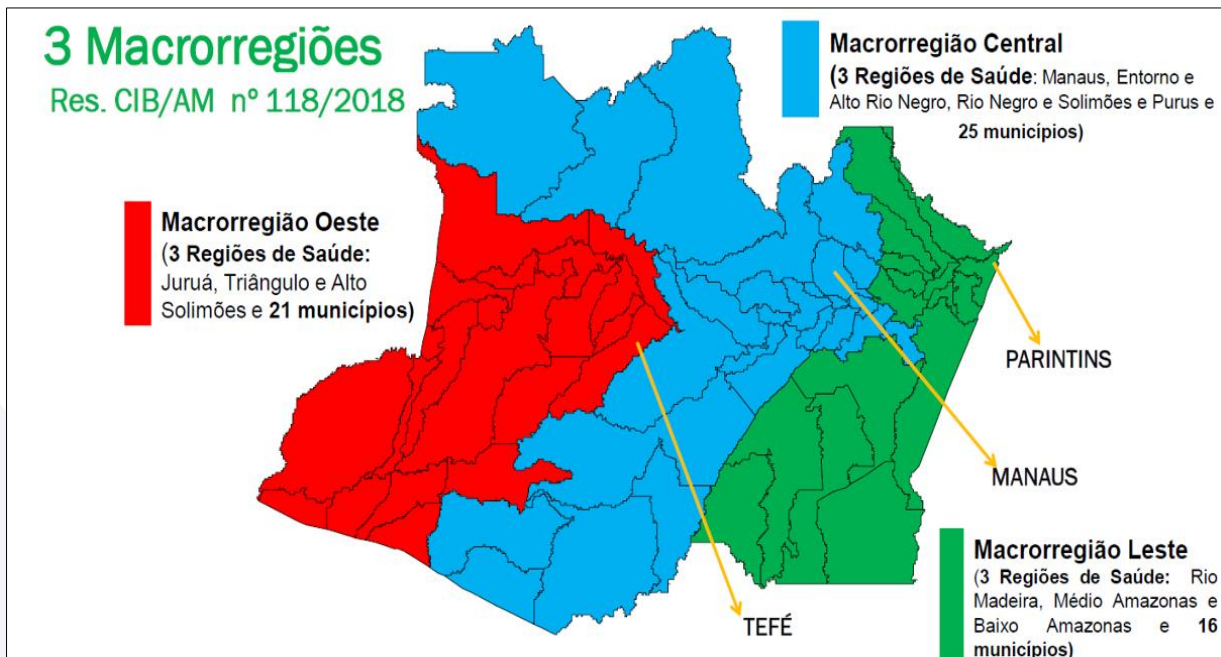 3 Macrorregiões
Res. CIB/AM nº 118/2018
Macrorregião Central
(3 Regiões de Saúde: Manaus, Entorno e
Alto Rio Negro, Rio Negro e Solimões e Purus e
25 municípios)
Macrorregião Oeste
(3 Regiões de Saúde:
Juruá, Triângulo e Alto
Solimões e 21 municípios)
PARINTINS
MANAUS
TEFÉ
Macrorregião Leste
(3 Regiões de Saúde: Rio
Madeira, Médio Amazonas e
Baixo Amazonas e 16
municípios)